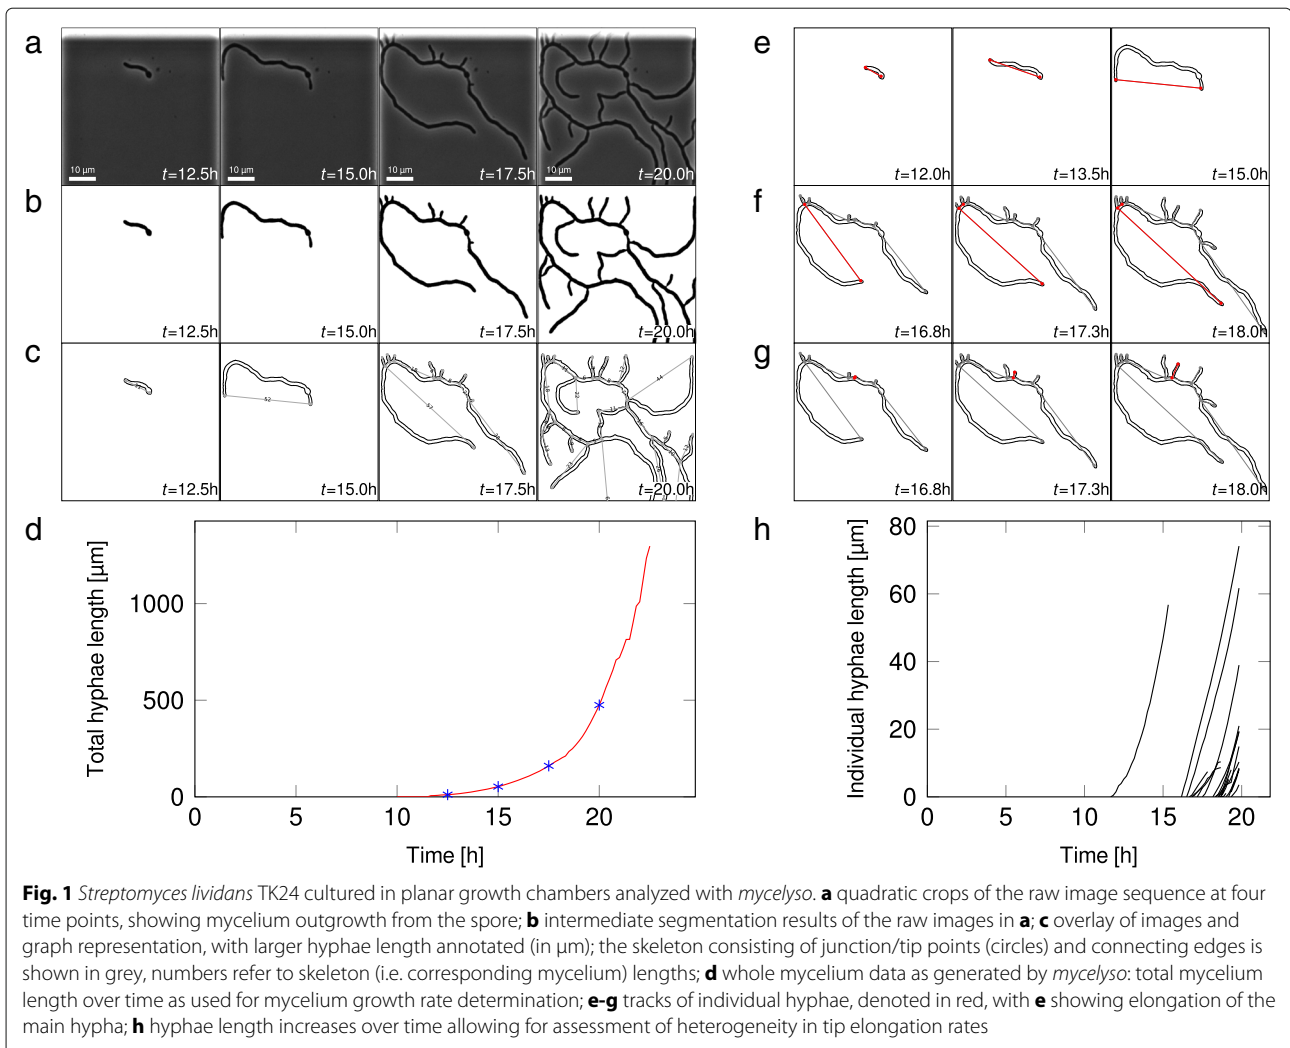 a
10 µm
t=12.5h
10 µm
t=15.0h
10 µm
t=17.5h
10 µm
t=20.0h
b
t=12.5h
t=15.0h
t=17.5h
t=20.0h
c
t=12.5h
52
t=15.0h
57
t=17.5h
44
22
t=20.0h
d
Total hyphae length [µm]
1000
500
0
0 5 10 15 20
Time [h]
e
t=12.0h
t=13.5h
t=15.0h
f
t=16.8h
t=17.3h
t=18.0h
g
t=16.8h
t=17.3h
t=18.0h
h
Individual hyphae length [µm]
80
60
40
20
0
0 5 10 15 20
Time [h]
Fig. 1 Streptomyces lividans TK24 cultured in planar growth chambers analyzed with mycelyso. a quadratic crops of the raw image sequence at four
time points, showing mycelium outgrowth from the spore; b intermediate segmentation results of the raw images in a; c overlay of images and
graph representation, with larger hyphae length annotated (in µm); the skeleton consisting of junction/tip points (circles) and connecting edges is
shown in grey, numbers refer to skeleton (i.e. corresponding mycelium) lengths; d whole mycelium data as generated by mycelyso: total mycelium
length over time as used for mycelium growth rate determination; e-g tracks of individual hyphae, denoted in red, with e showing elongation of the
main hypha; h hyphae length increases over time allowing for assessment of heterogeneity in tip elongation rates